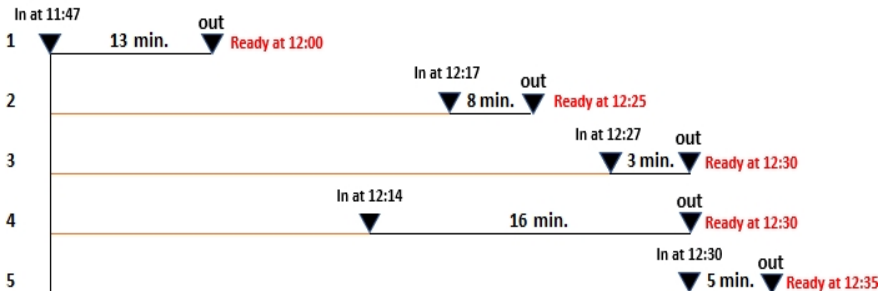 In at 11:47
out
1 13 min. Ready at 12:00
In at 12:17
out
2 8 min. Ready at 12:25
In at 12:27
out
3 3 min. Ready at 12:30
In at 12:14
out
4 16 min. Ready at 12:30
In at 12:30
out
5 5 min. Ready at 12:35